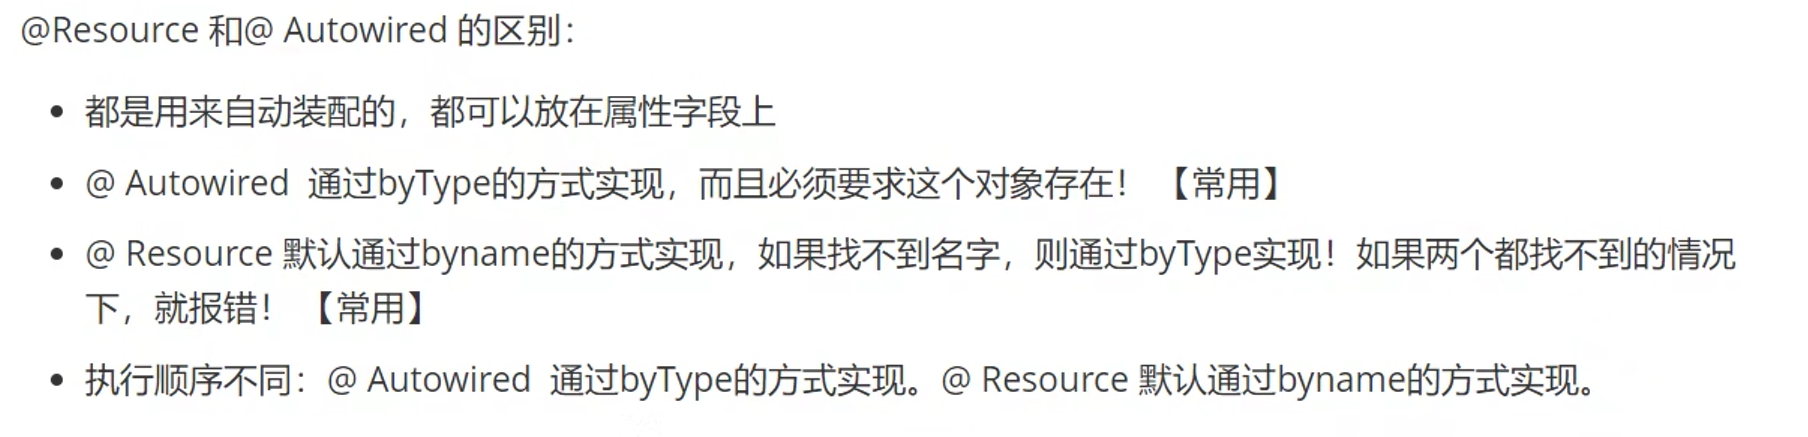 @Resource 和@ Autowired 的区别：
• 都是用来自动装配的，都可以放在属性字段上
• @ Autowired 通过byType的方式实现，而且必须要求这个对象存在！ 【常用】
• @ Resource 默认通过byname的方式实现，如果找不到名字，则通过byType实现！如果两个都找不到的情况
下，就报错！ 【常用】
• 执行顺序不同：@ Autowired 通过byType的方式实现。@ Resource 默认通过byname的方式实现。